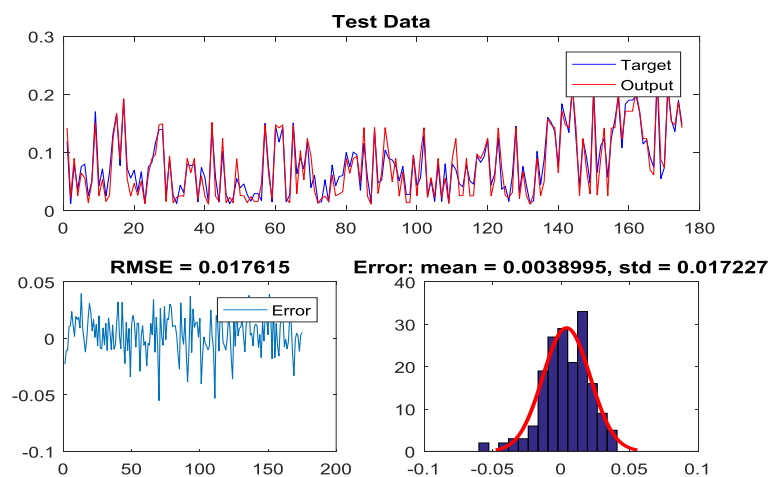 Test Data
0.3
0.2
0.1
0
Target
Output
0 20 40 60 80 100 120 140 160 180
RMSE = 0.017615
0.05
0
-0.05
-0.1
Error
0 50 100 150 200
Error: mean = 0.0038995, std = 0.017227
40
30
20
10
0
-0.1 -0.05 0 0.05 0.1